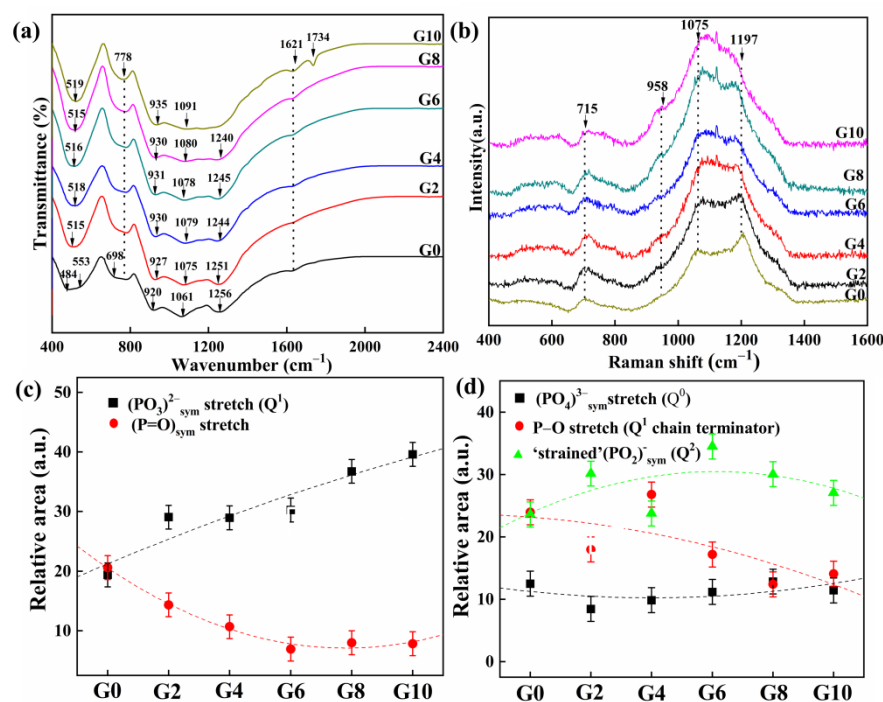 (a)
1621
1734
G10
778
G8
G6
519
935
1091
515
930
1080
1240
G4
516
931
1078
1245
G2
518
930
1079
1244
515
G0
553
698
927
1075
1251
484
920
1061
1256
Transmittance (%)
400 800 1200 1600 2000 2400
Wavenumber (cm⁻¹)
(b)
1075
1197
958
715
G10
G8
G6
G4
G2
G0
Intensity(a.u.)
400 600 800 1000 1200 1400 1600
Raman shift (cm⁻¹)
(c)
50
40
30
20
10
(PO₃)²⁻sym stretch (Q¹)
(P=O)sym stretch
Relative area (a.u.)
G0 G2 G4 G6 G8 G10
(d)
40
30
20
10
0
(PO₄)³⁻symstretch (Q⁰)
P–O stretch (Q¹ chain terminator)
‘strained’(PO₂)⁻sym (Q²)
Relative area (a.u.)
G0 G2 G4 G6 G8 G10